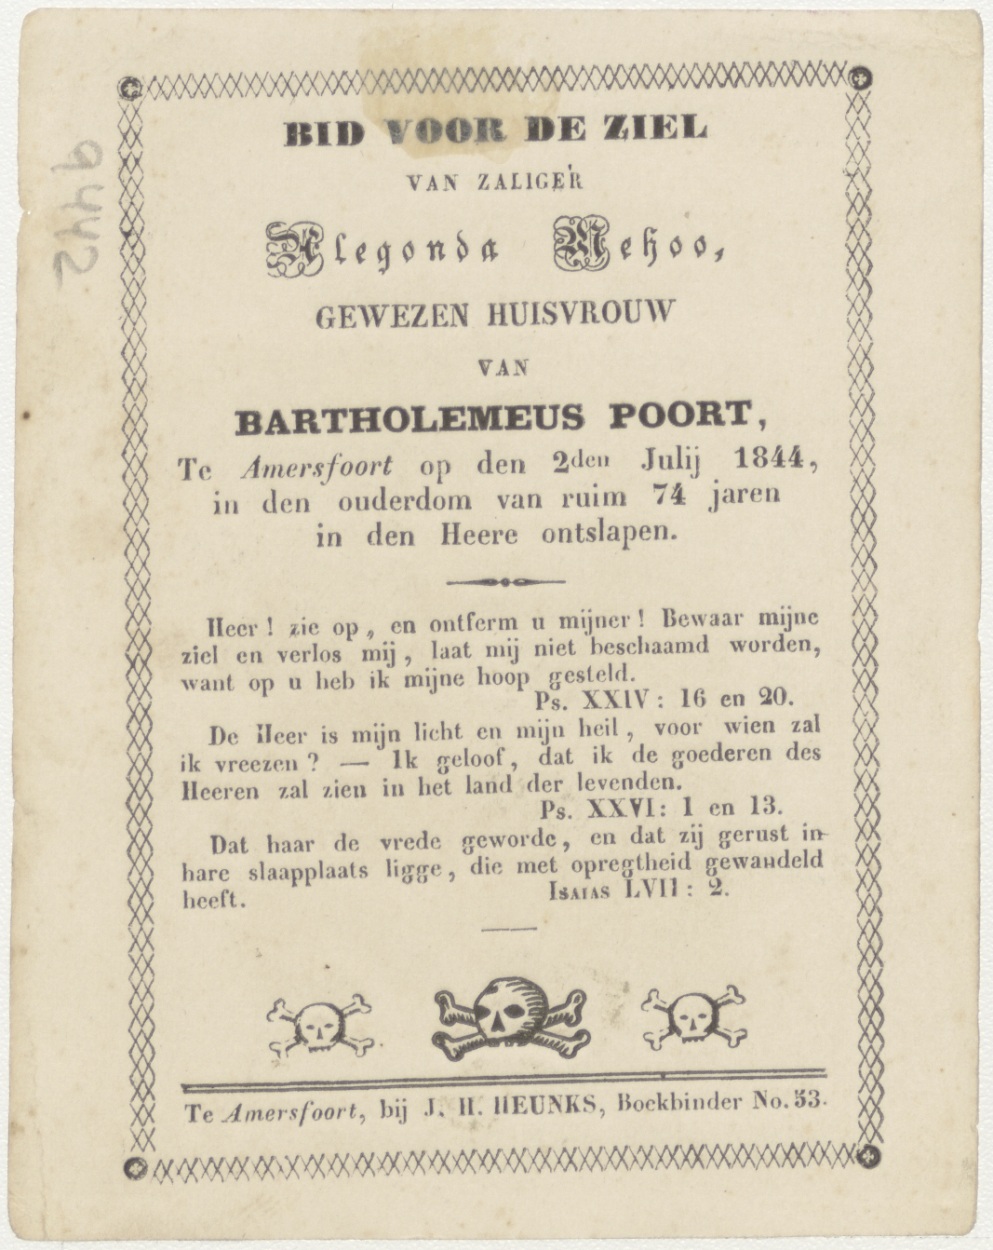 BID VOOR DE ZIEL
VAN ZALIGER
Alegonda Nehoo,
GEWEZEN HUISVROUW
VAN
BARTHOLEMEUS POORT,
Te Amersfoort op den 2den Julij 1844,
in den ouderdom van ruim 74 jaren
in den Heere ontslapen.
Heer! zie op, en ontferm u mijner! Bewaar mijne
ziel en verlos mij, laat mij niet beschaamd worden,
want op u heb ik mijne hoop gesteld.
Ps. XXIV: 16 en 20.
De Heer is mijn licht en mijn heil, voor wien zal
ik vreezen? — Ik geloof, dat ik de goederen des
Heeren zal zien in het land der levenden.
Ps. XXVI: 1 en 13.
Dat haar de vrede geworde, en dat zij gerust in
hare slaapplaats ligge, die met opregtheid gewandeld
heeft. ISAIAS LVII: 2.
Te Amersfoort, bij J. H. HEUNKS, Boekbinder No. 53.
9442